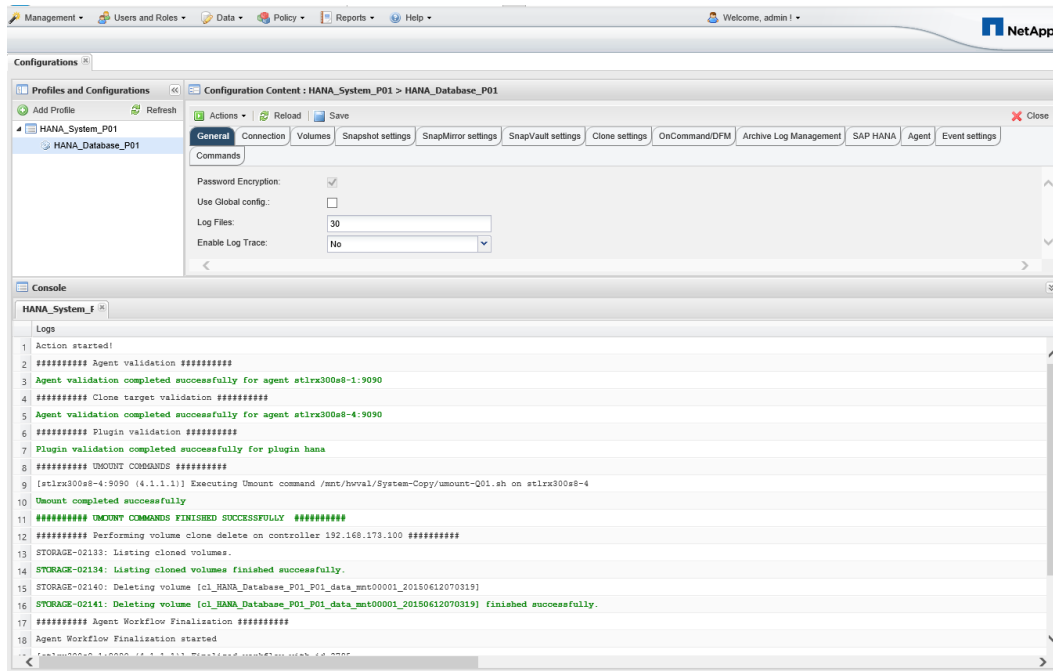 Management Users and Roles Data Policy Reports Help Welcome, admin !
NetApp
Configurations
Profiles and Configurations
Configuration Content : HANA_System_P01 > HANA_Database_P01
Add Profile Refresh
Actions Reload Save Close
HANA_System_P01
HANA_Database_P01
General Connection Volumes Snapshot settings SnapMirror settings SnapVault settings Clone settings OnCommand/DFM Archive Log Management SAP HANA Agent Event settings
Commands
Password Encryption:
Use Global config.:
Log Files: 30
Enable Log Trace: No
Console
HANA_System_F
Logs
1 Action started!
2 ########## Agent validation ##########
3 Agent validation completed successfully for agent stlrx300s8-1:9090
4 ########## Clone target validation ##########
5 Agent validation completed successfully for agent stlrx300s8-4:9090
6 ########## Plugin validation ##########
7 Plugin validation completed successfully for plugin hana
8 ########## UMOUNT COMMANDS ##########
9 [stlrx300s8-4:9090 (4.1.1.1)] Executing Umount command /mnt/hwval/System-Copy/umount-Q01.sh on stlrx300s8-4
10 Umount completed successfully
11 ########## UMOUNT COMMANDS FINISHED SUCCESSFULLY ##########
12 ########## Performing volume clone delete on controller 192.168.173.100 ##########
13 STORAGE-02133: Listing cloned volumes.
14 STORAGE-02134: Listing cloned volumes finished successfully.
15 STORAGE-02140: Deleting volume [cl_HANA_Database_P01_P01_data_mnt00001_20150612070319]
16 STORAGE-02141: Deleting volume [cl_HANA_Database_P01_P01_data_mnt00001_20150612070319] finished successfully.
17 ########## Agent Workflow Finalization ##########
18 Agent Workflow Finalization started